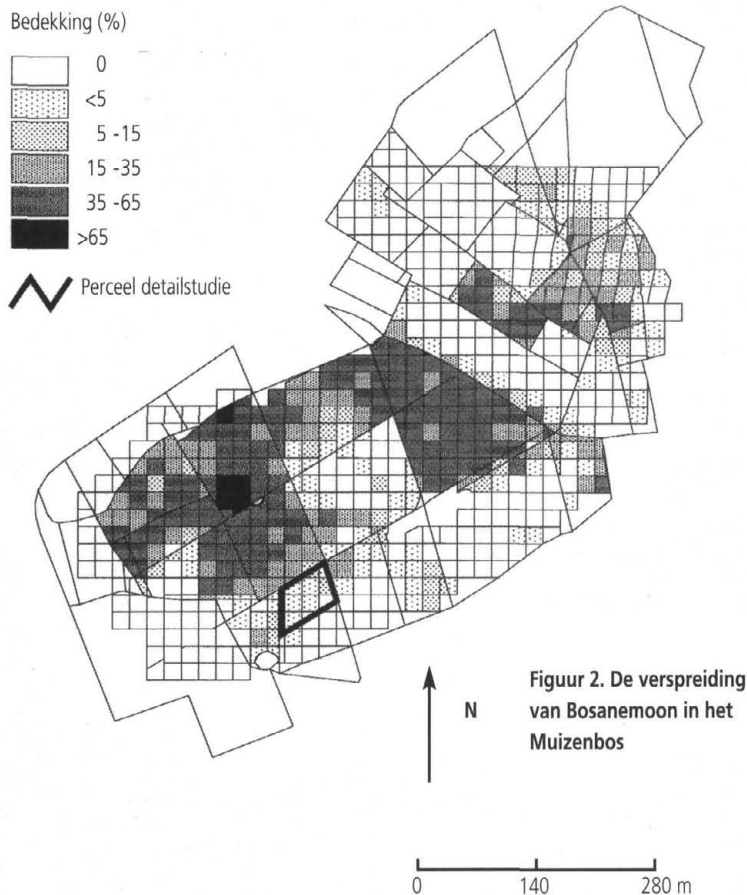 Bedekking (%)
0
<5
5 -15
15 -35
35 -65
>65
Perceel detailstudie
N
Figuur 2. De verspreiding
van Bosanemoon in het
Muizenbos
0 140 280 m